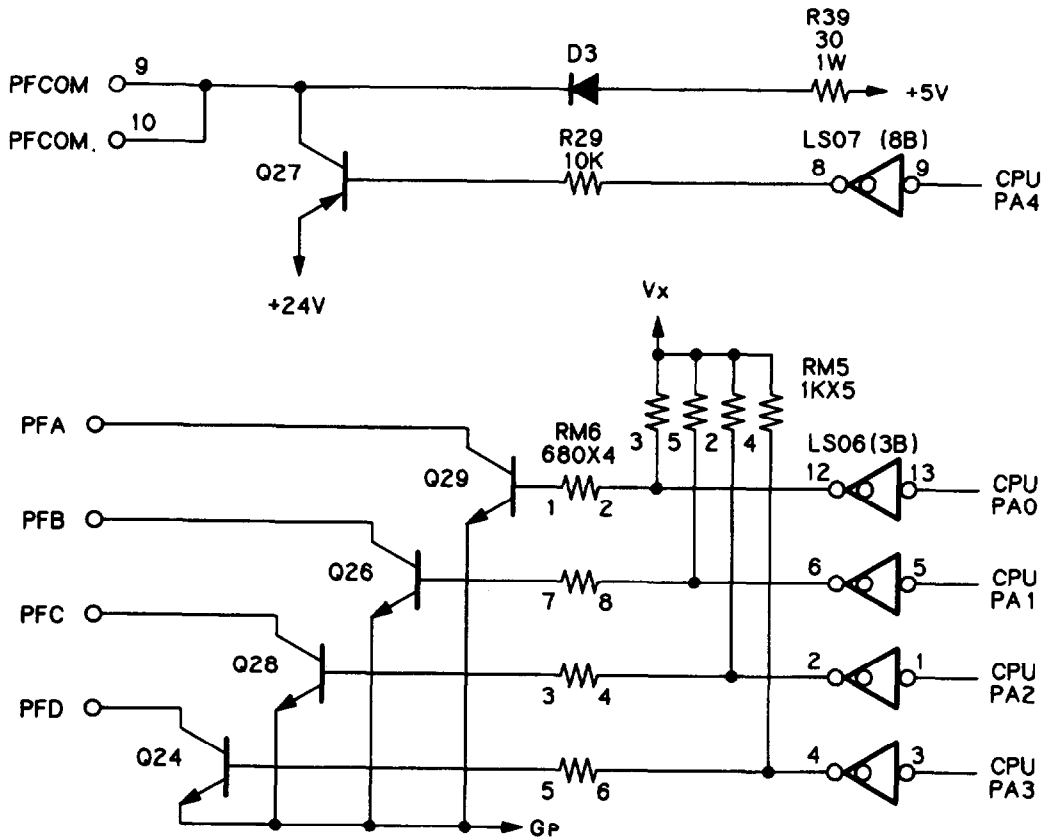 R39
30
1W
D3
+5V
PFCOM 9
PFCOM. 10
R29
10K
LS07 (8B)
8 9
CPU
PA4
Q27
+24V
Vx
RM5
1KX5
3 5 2 4
PFA
RM6
680X4
LS06(3B)
12 13
Q29
1 2
CPU
PA0
PFB
Q26
7 8
6 5
CPU
PA1
PFC
Q28
3 4
2 1
CPU
PA2
PFD
Q24
5 6
4 3
CPU
PA3
GP